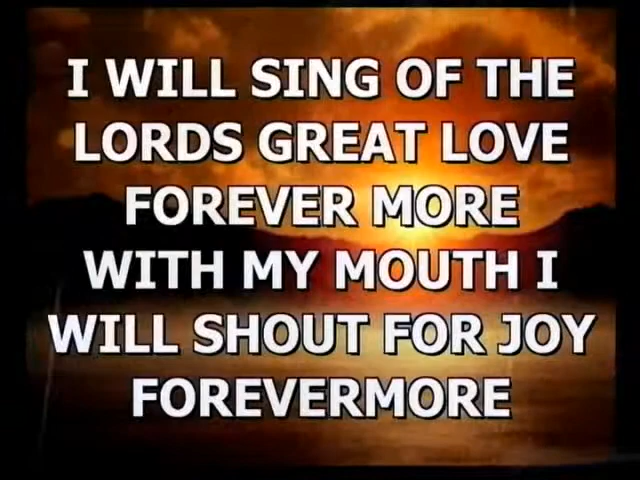 I WILL SING OF THE
LORDS GREAT LOVE
FOREVER MORE
WITH MY MOUTH I
WILL SHOUT FOR JOY
FOREVERMORE